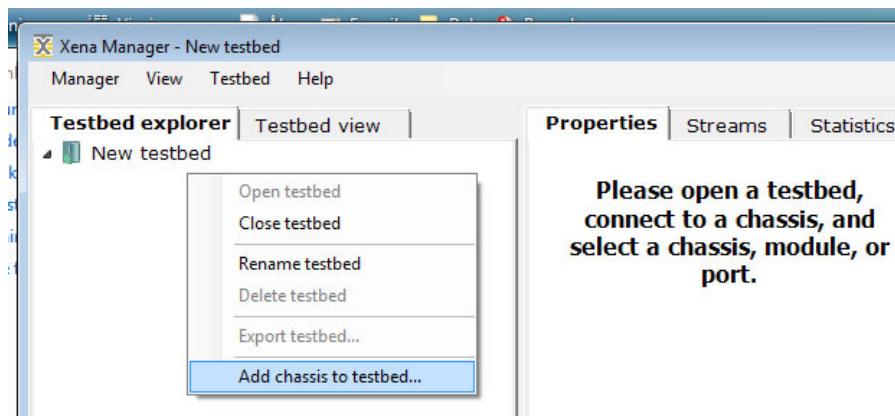 Xena Manager - New testbed
Manager View Testbed Help
Testbed explorer Testbed view
New testbed
Open testbed
Close testbed
Rename testbed
Delete testbed
Export testbed...
Add chassis to testbed...
Properties Streams Statistics
Please open a testbed,
connect to a chassis, and
select a chassis, module, or
port.